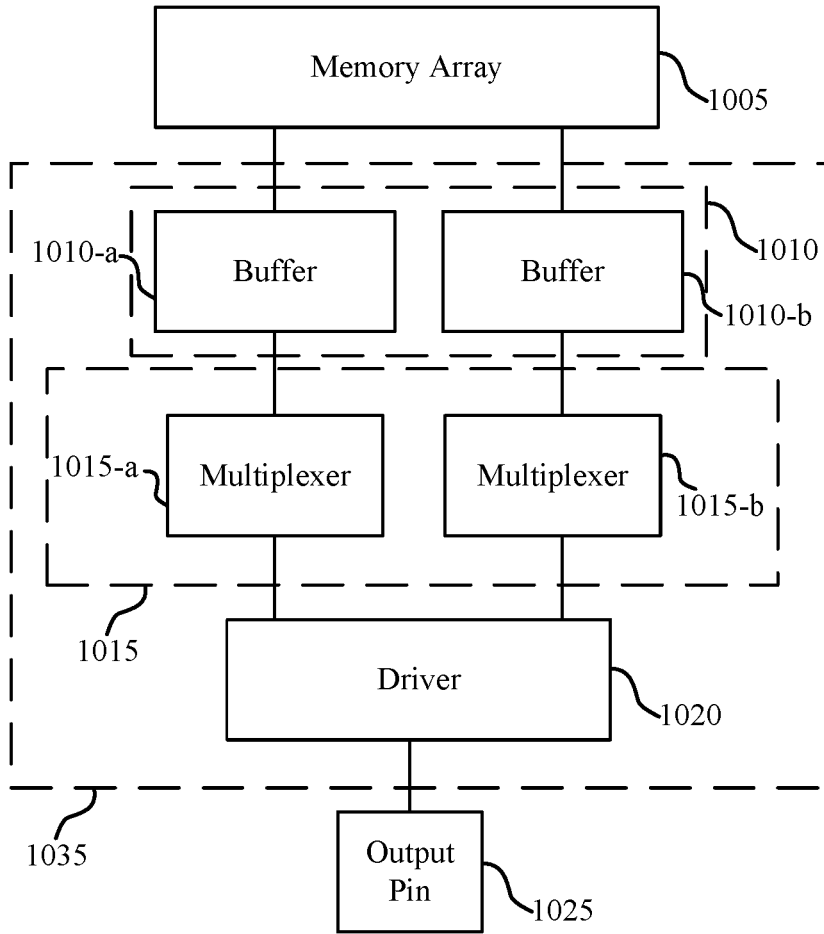 Memory Array
1005
1010-a
Buffer
Buffer
1010
1010-b
1015-a
Multiplexer
Multiplexer
1015-b
1015
Driver
1020
1035
Output
Pin
1025